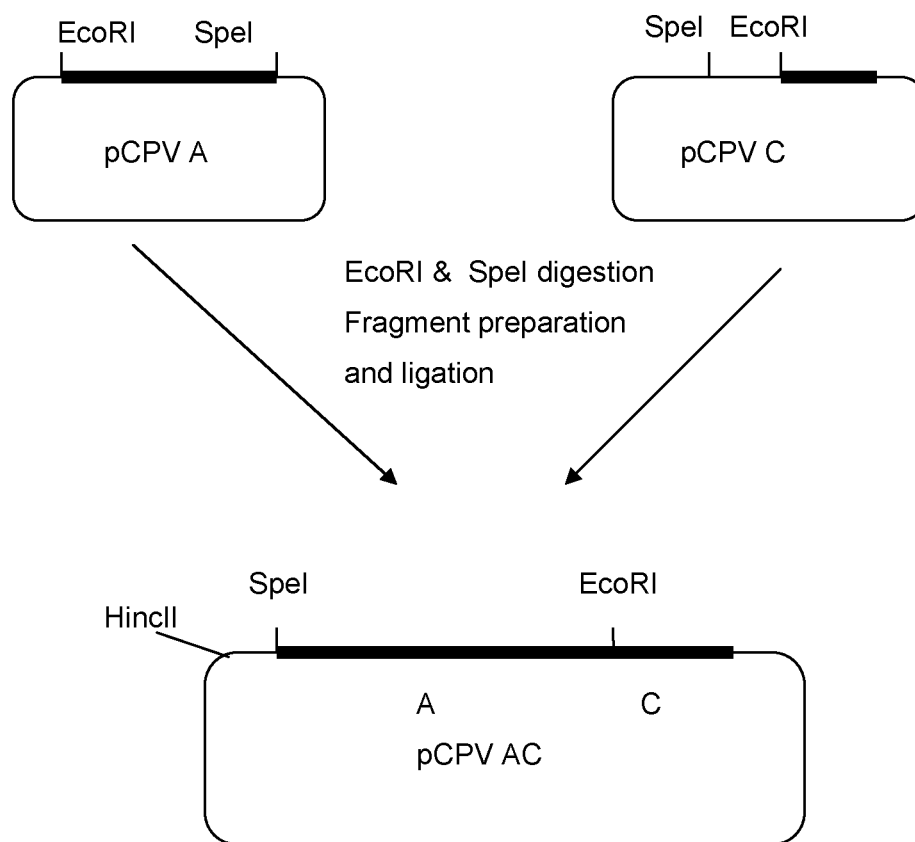 EcoRI SpeI
pCPV A
SpeI EcoRI
pCPV C
EcoRI & SpeI digestion
Fragment preparation
and ligation
SpeI
EcoRI
HincII
A
C
pCPV AC